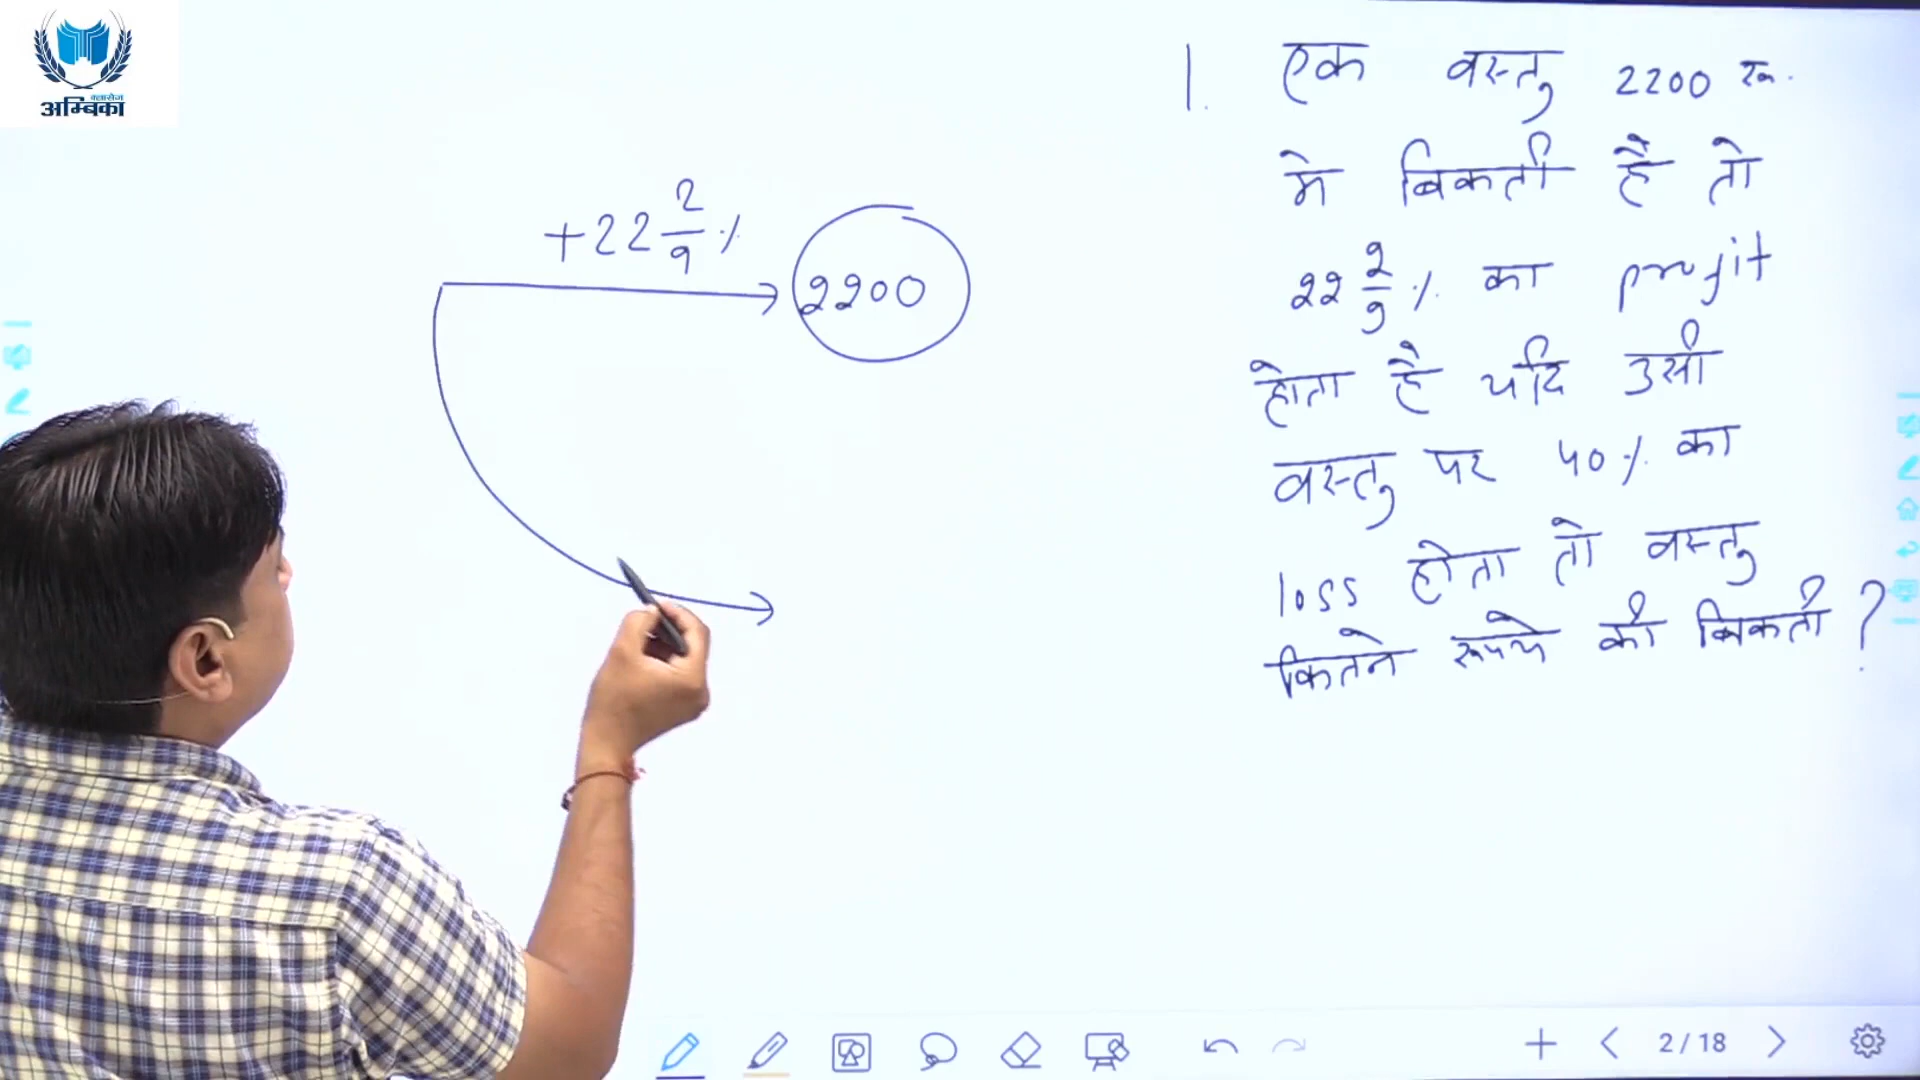 क्लासेज
अम्बिका
1. एक वस्तु 2200 रू.
मे बिकती है तो
22 2/9 % का profit
होता है यदि उसी
वस्तु पर 40% का
loss होता तो वस्तु
कितने रूपये की बिकती ?
+22 2/9 %
2200
2/18